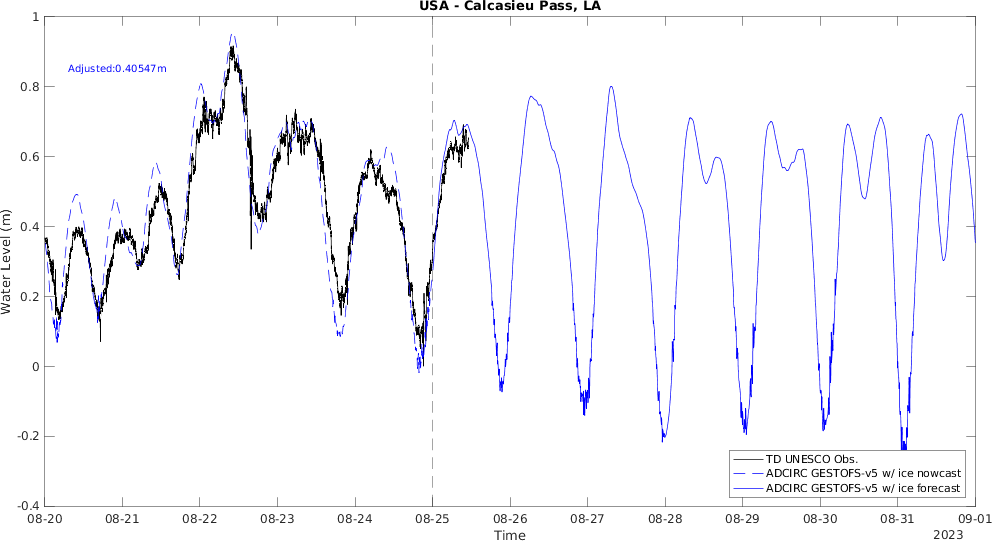 USA - Calcasieu Pass, LA
Adjusted:0.40547m
Water Level (m)
1
0.8
0.6
0.4
0.2
0
-0.2
-0.4
TD UNESCO Obs.
ADCIRC GESTOFS-v5 w/ ice nowcast
ADCIRC GESTOFS-v5 w/ ice forecast
08-20 08-21 08-22 08-23 08-24 08-25 08-26 08-27 08-28 08-29 08-30 08-31 09-01
Time
2023